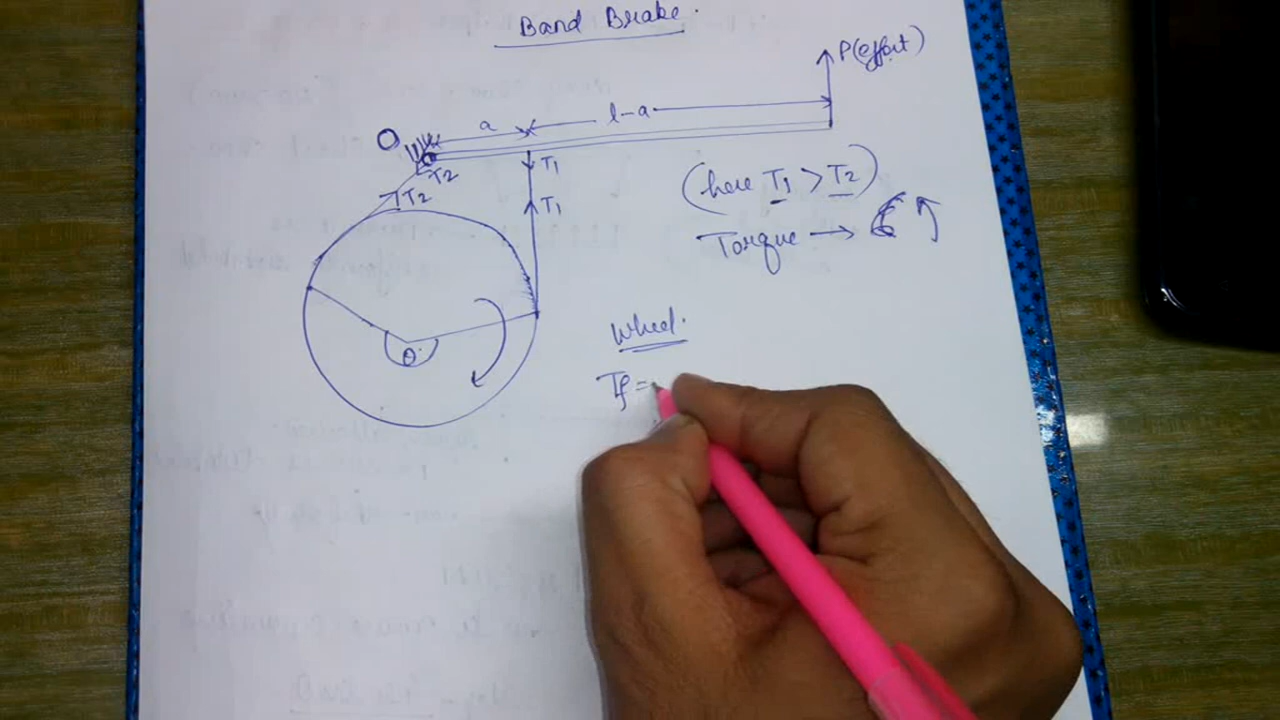 Band Brake.
P(effort)
a
l-a
O
T1
T2
T2
T1
(here T1 > T2)
Torque →
θ
Wheel.
Tf =